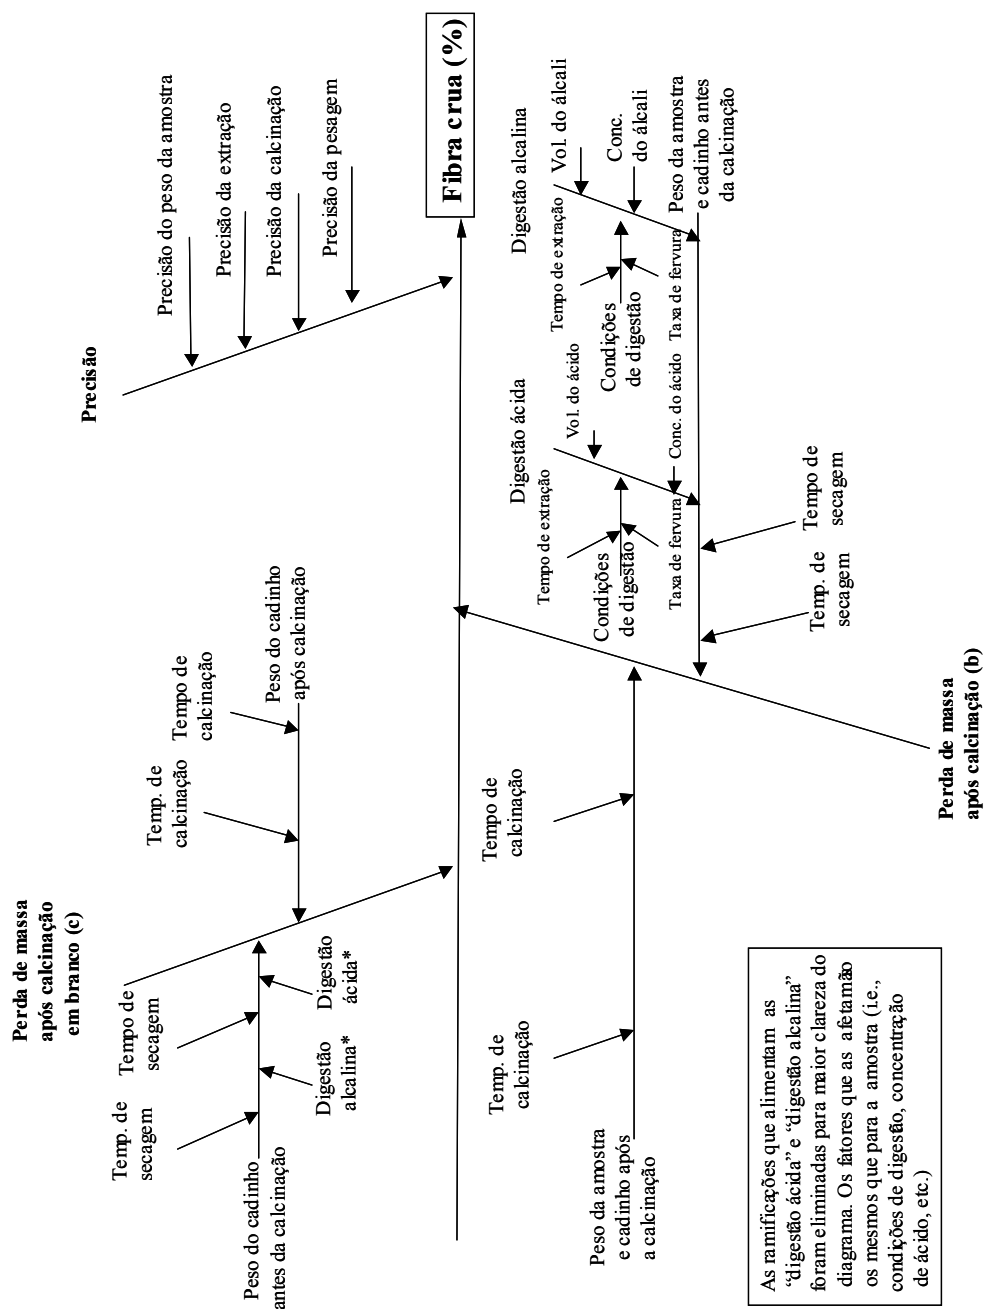 Perda de massa
após calcinação
em branco (c)
Precisão
Temp. de
secagem
Tempo de
secagem
Temp. de
calcinação
Tempo de
calcinação
Precisão do peso da amostra
Precisão da extração
Precisão da calcinação
Precisão da pesagem
Peso do cadinho
antes da calcinação
Digestão
alcalina*
Digestão
ácida*
Peso do cadinho
após calcinação
Fibra crua (%)
Temp. de
calcinação
Tempo de
calcinação
Peso da amostra
e cadinho após
a calcinação
Digestão ácida
Tempo de extração
Vol. do ácido
Condições
de digestão
Taxa de fervura
Conc. do ácido
Digestão alcalina
Tempo de extração
Vol. do álcali
Condições
de digestão
Conc.
do álcali
Taxa de fervura
Peso da amostra
e cadinho antes
da calcinação
Temp. de
secagem
Tempo de
secagem
Perda de massa
após calcinação (b)
As ramificações que alimentam as
“digestão ácida” e “digestão alcalina”
foram eliminadas para maior clareza do
diagrama. Os fatores que as afetam são
os mesmos que para a amostra (i.e.,
condições de digestão, concentração
de ácido, etc.)